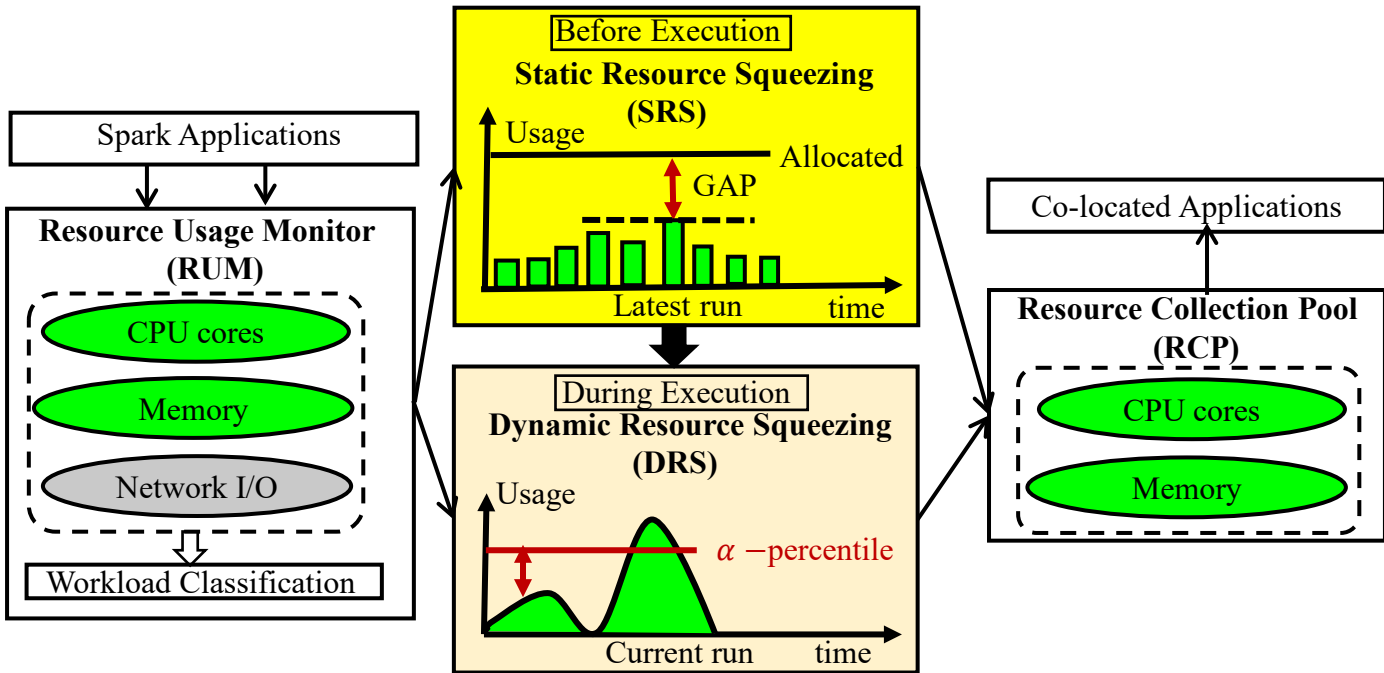 Spark Applications
Resource Usage Monitor
(RUM)
CPU cores
Memory
Network I/O
Workload Classification
Before Execution
Static Resource Squeezing
(SRS)
Usage
Allocated
GAP
Latest run
time
During Execution
Dynamic Resource Squeezing
(DRS)
Usage
α −percentile
Current run
time
Co-located Applications
Resource Collection Pool
(RCP)
CPU cores
Memory